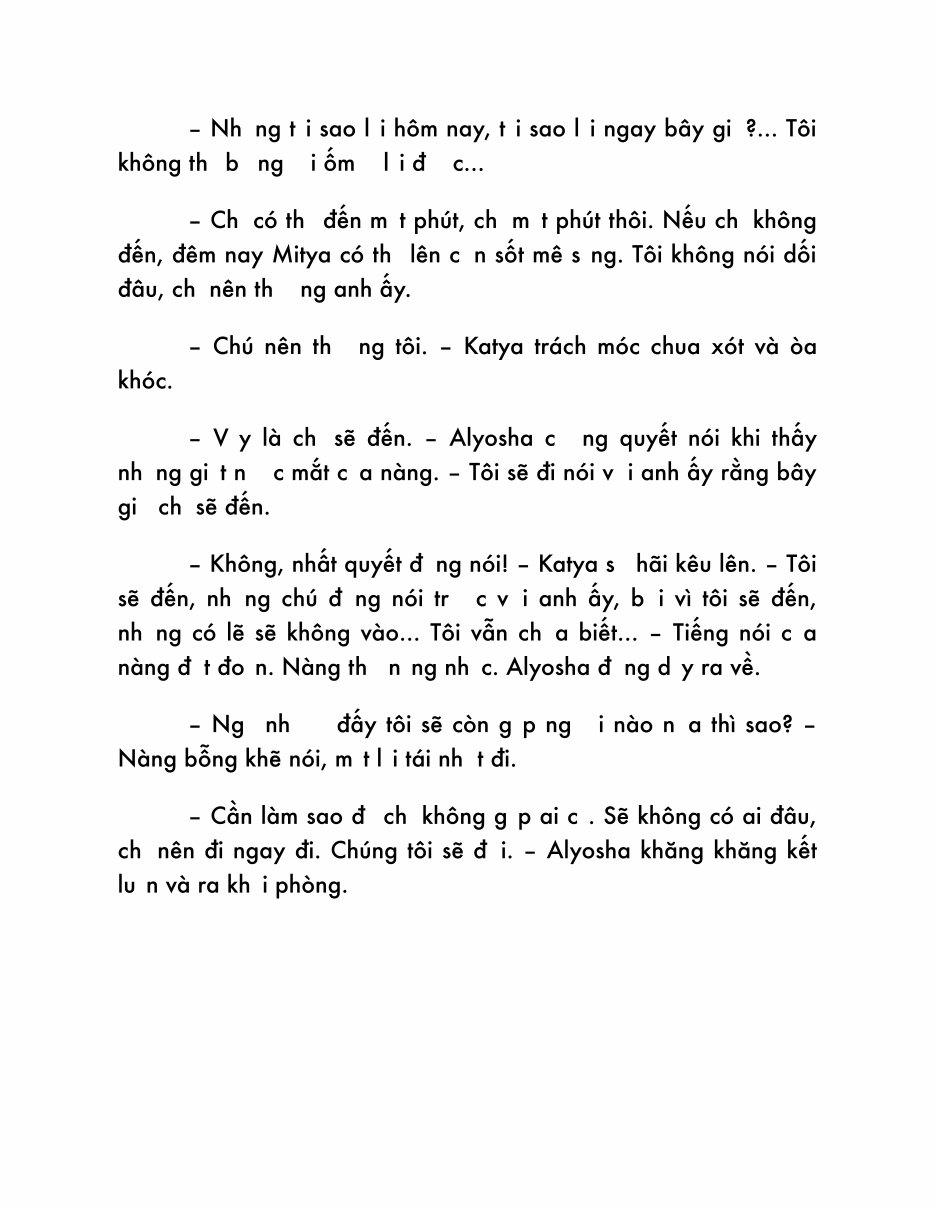 – Nh ng t i sao l i hôm nay, t i sao l i ngay bây gi ?... Tôi
không th b ng i ốm l i đ c...
– Ch có th đến m t phút, ch m t phút thôi. Nếu ch không
đến, đêm nay Mitya có th lên c n sốt mê s ng. Tôi không nói dối
đâu, ch nên th ng anh ấy.
– Chú nên th ng tôi. – Katya trách móc chua xót và òa
khóc.
– V y là ch sẽ đến. – Alyosha c ng quyết nói khi thấy
nh ng gi t n c mắt c a nàng. – Tôi sẽ đi nói v i anh ấy rằng bây
gi ch sẽ đến.
– Không, nhất quyết đ ng nói! – Katya s hãi kêu lên. – Tôi
sẽ đến, nh ng chú đ ng nói tr c v i anh ấy, b i vì tôi sẽ đến,
nh ng có lẽ sẽ không vào... Tôi vẫn ch a biết... – Tiếng nói c a
nàng đ t đo n. Nàng th n ng nh c. Alyosha đ ng d y ra về.
– Ng nh đấy tôi sẽ còn g p ng i nào n a thì sao? –
Nàng bỗng khẽ nói, m t l i tái nh t đi.
– Cần làm sao đ ch không g p ai c . Sẽ không có ai đâu,
ch nên đi ngay đi. Chúng tôi sẽ đ i. – Alyosha khăng khăng kết
lu n và ra kh i phòng.